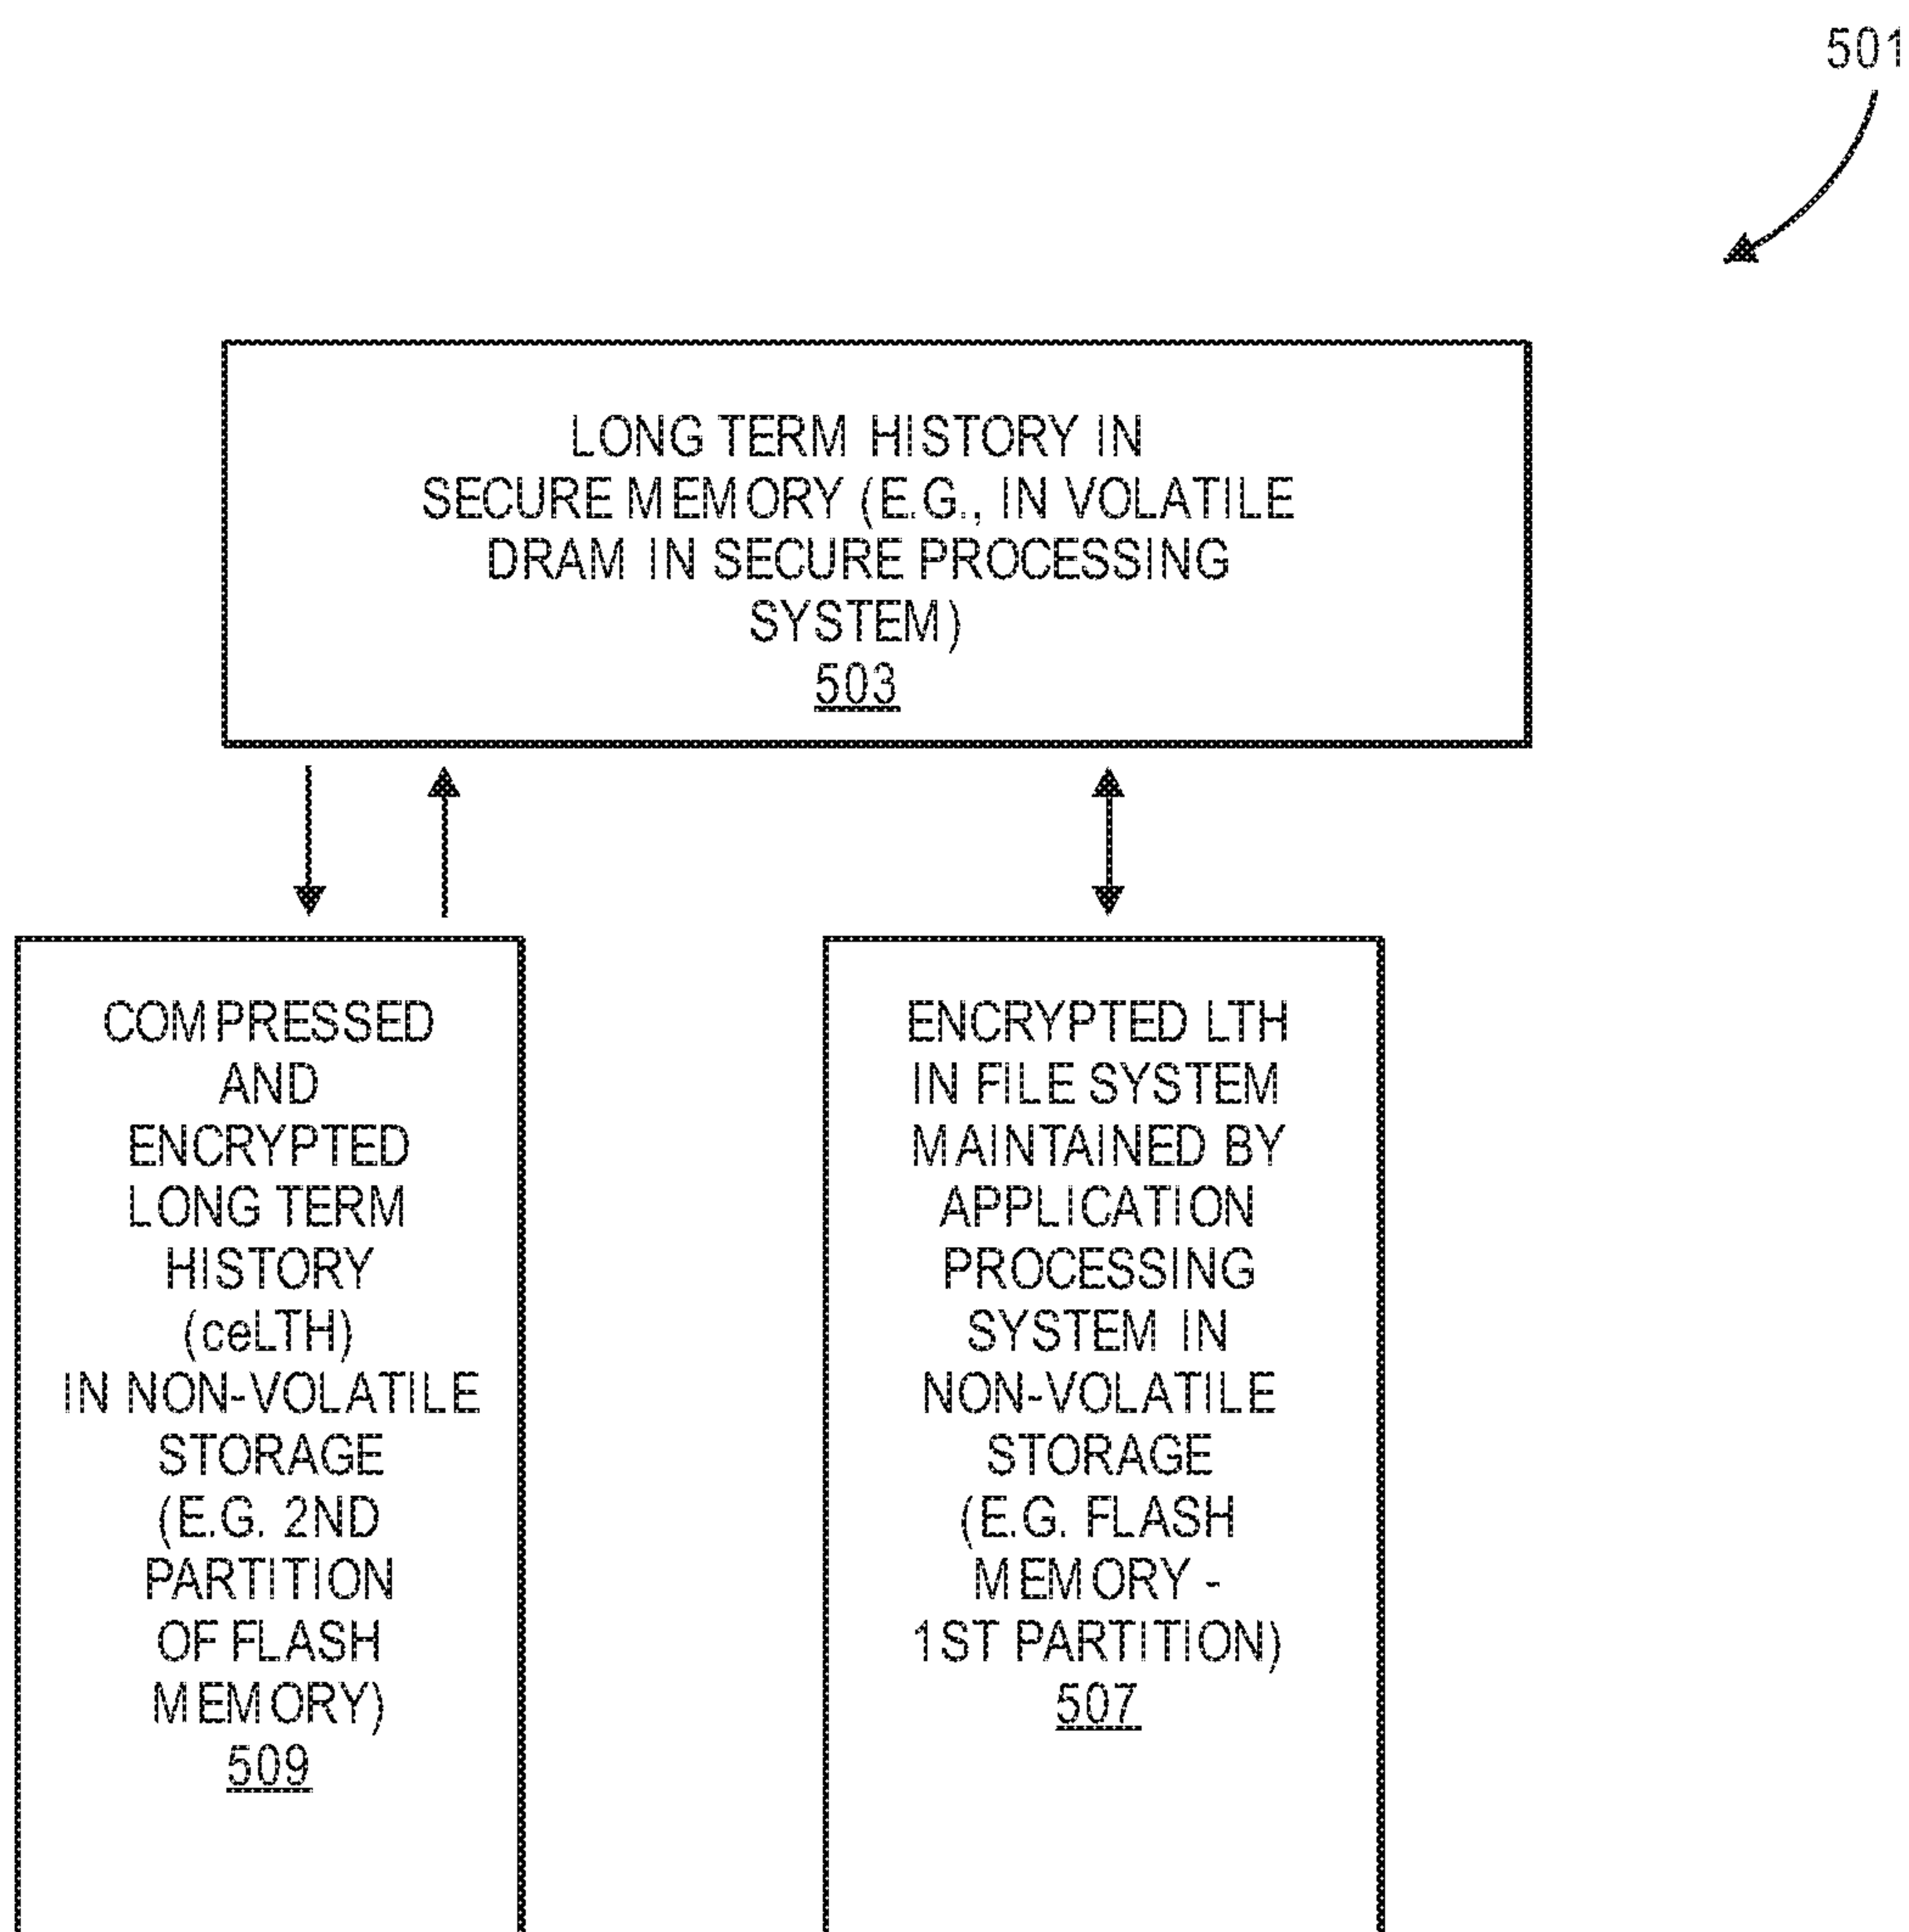 501
LONG TERM HISTORY IN
SECURE MEMORY (E.G., IN VOLATILE
DRAM IN SECURE PROCESSING
SYSTEM)
503
COMPRESSED
AND
ENCRYPTED
LONG TERM
HISTORY
(ceLTH)
IN NON-VOLATILE
STORAGE
(E.G. 2ND
PARTITION
OF FLASH
MEMORY)
509
ENCRYPTED LTH
IN FILE SYSTEM
MAINTAINED BY
APPLICATION
PROCESSING
SYSTEM IN
NON-VOLATILE
STORAGE
(E.G. FLASH
MEMORY -
1ST PARTITION)
507